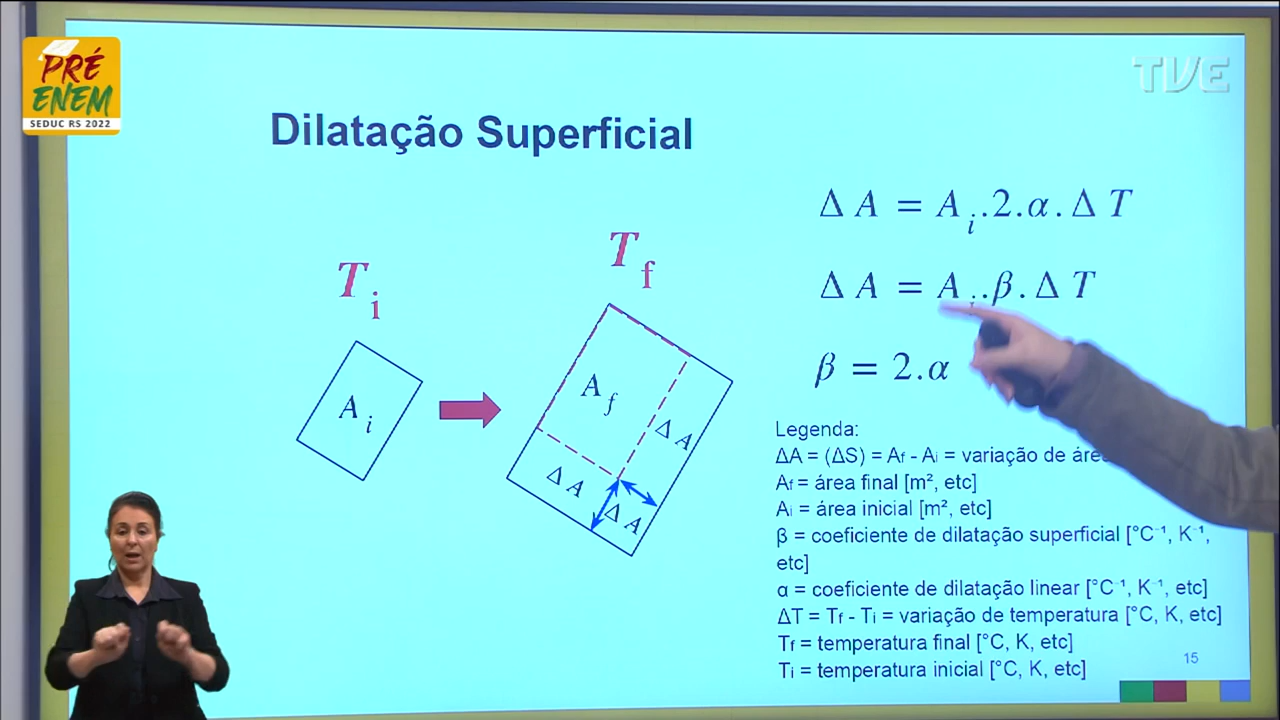 PRÉ
ENEM
SEDUC RS 2022
TVE
Dilatação Superficial
Δ A = A i .2.α.Δ T
Δ A = A i .β.Δ T
β = 2.α
T i
T f
A i
A f
Δ A
Δ A
Δ A
Legenda:
ΔA = (ΔS) = Af - Ai = variação de
Af = área final [m², etc]
Ai = área inicial [m², etc]
β = coeficiente de dilatação superficial [°C⁻¹, K⁻¹,
etc]
α = coeficiente de dilatação linear [°C⁻¹, K⁻¹, etc]
ΔT = Tf - Ti = variação de temperatura [°C, K, etc]
Tf = temperatura final [°C, K, etc]
Ti = temperatura inicial [°C, K, etc]
15